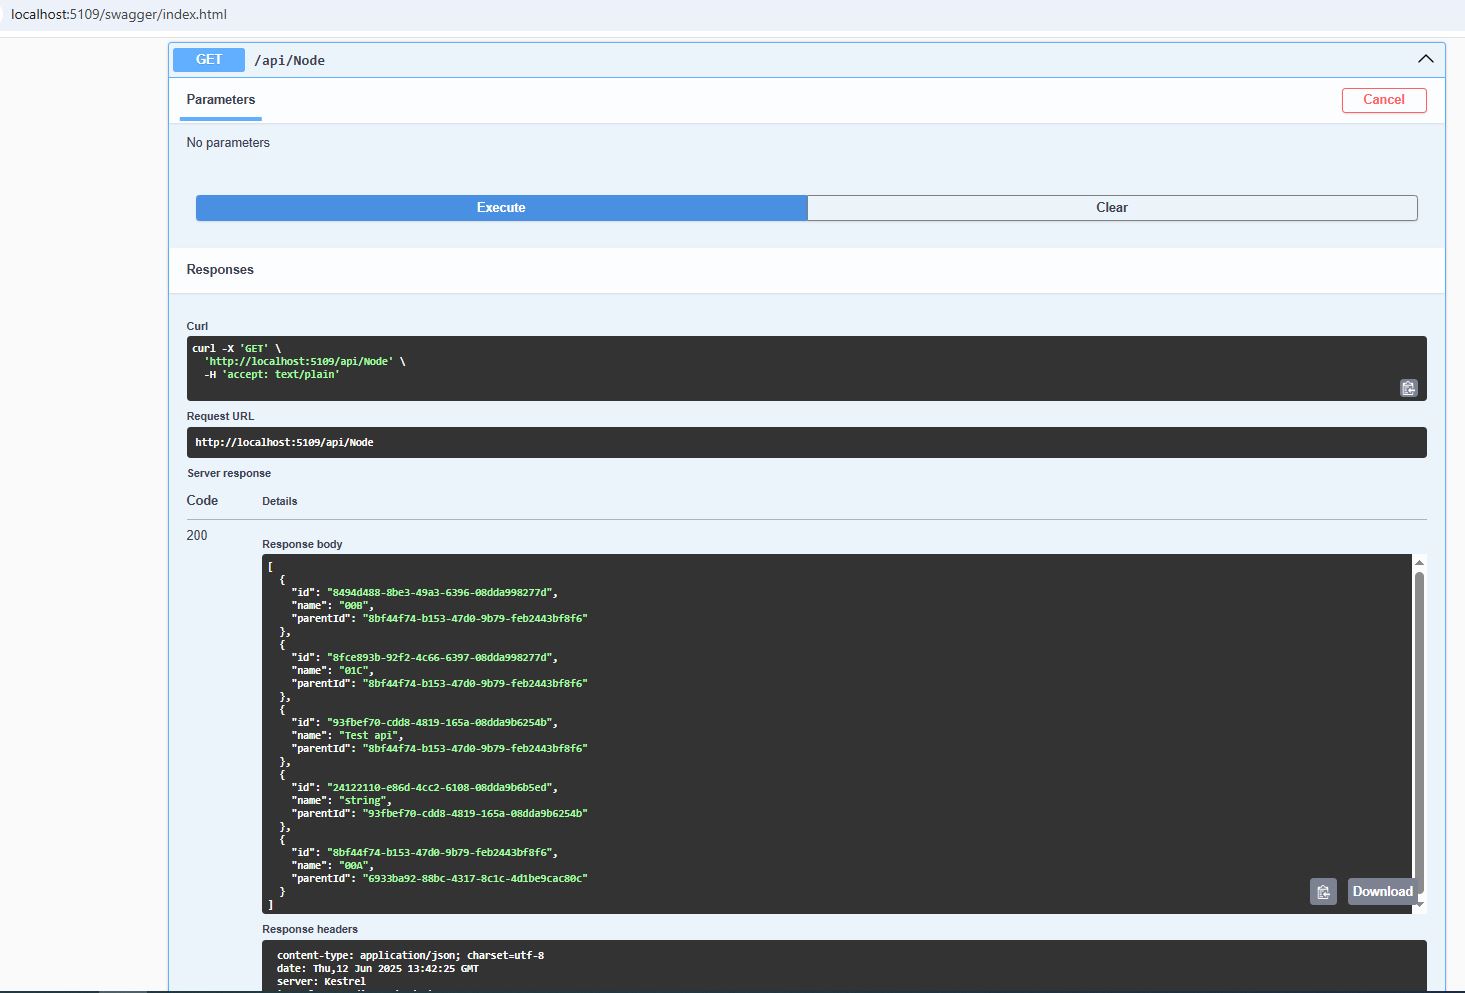 localhost:5109/swagger/index.html
GET /api/Node
Parameters
Cancel
No parameters
Execute
Clear
Responses
Curl
curl -X 'GET' \
  'http://localhost:5109/api/Node' \
  -H 'accept: text/plain'
Request URL
http://localhost:5109/api/Node
Server response
Code Details
200
Response body
[
  {
    "id": "8494d488-8be3-49a3-6396-08dda998277d",
    "name": "00B",
    "parentId": "8bf44f74-b153-47d0-9b79-feb2443bf8f6"
  },
  {
    "id": "8fce893b-92f2-4c66-6397-08dda998277d",
    "name": "01C",
    "parentId": "8bf44f74-b153-47d0-9b79-feb2443bf8f6"
  },
  {
    "id": "93fbef70-cdd8-4819-165a-08dda9b6254b",
    "name": "Test api",
    "parentId": "8bf44f74-b153-47d0-9b79-feb2443bf8f6"
  },
  {
    "id": "24122110-e86d-4cc2-6108-08dda9b6b5ed",
    "name": "string",
    "parentId": "93fbef70-cdd8-4819-165a-08dda9b6254b"
  },
  {
    "id": "8bf44f74-b153-47d0-9b79-feb2443bf8f6",
    "name": "00A",
    "parentId": "6933ba92-88bc-4317-8c1c-4d1be9cac80c"
  }
]
Download
Response headers
content-type: application/json; charset=utf-8
date: Thu,12 Jun 2025 13:42:25 GMT
server: Kestrel